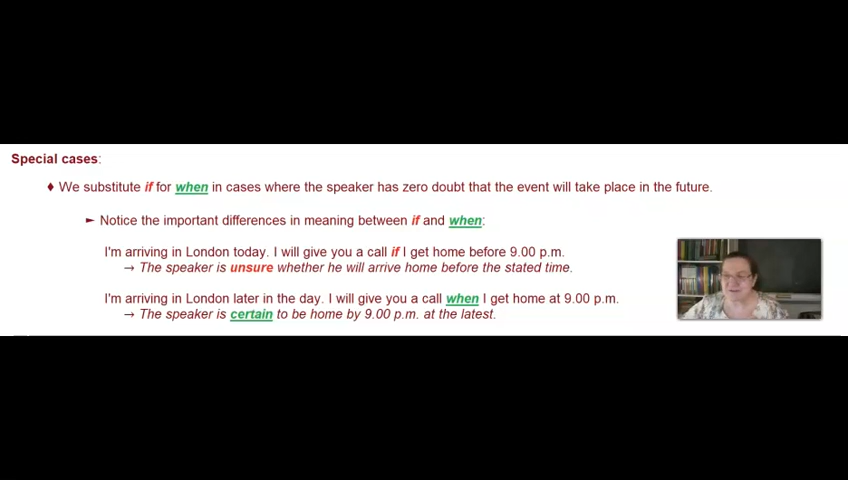 Special cases:
♦ We substitute if for when in cases where the speaker has zero doubt that the event will take place in the future.
► Notice the important differences in meaning between if and when:
I'm arriving in London today. I will give you a call if I get home before 9.00 p.m.
→ The speaker is unsure whether he will arrive home before the stated time.
I'm arriving in London later in the day. I will give you a call when I get home at 9.00 p.m.
→ The speaker is certain to be home by 9.00 p.m. at the latest.